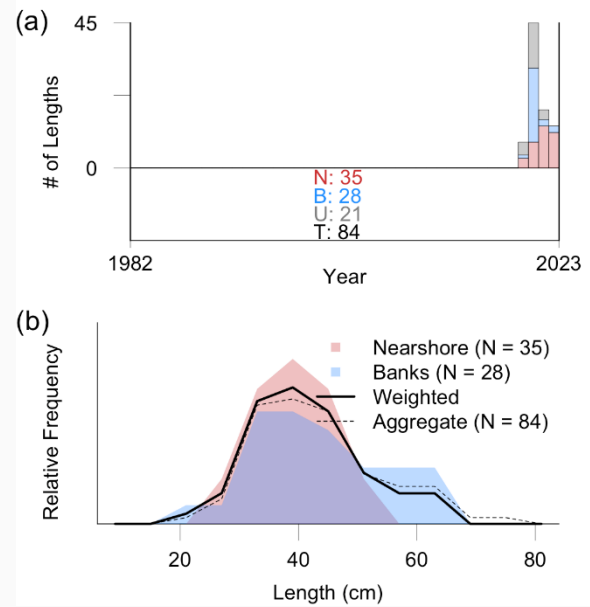 (a)
45
0
# of Lengths
N: 35
B: 28
U: 21
T: 84
1982
2023
Year
(b)
Relative Frequency
Nearshore (N = 35)
Banks (N = 28)
Weighted
Aggregate (N = 84)
20
40
60
80
Length (cm)